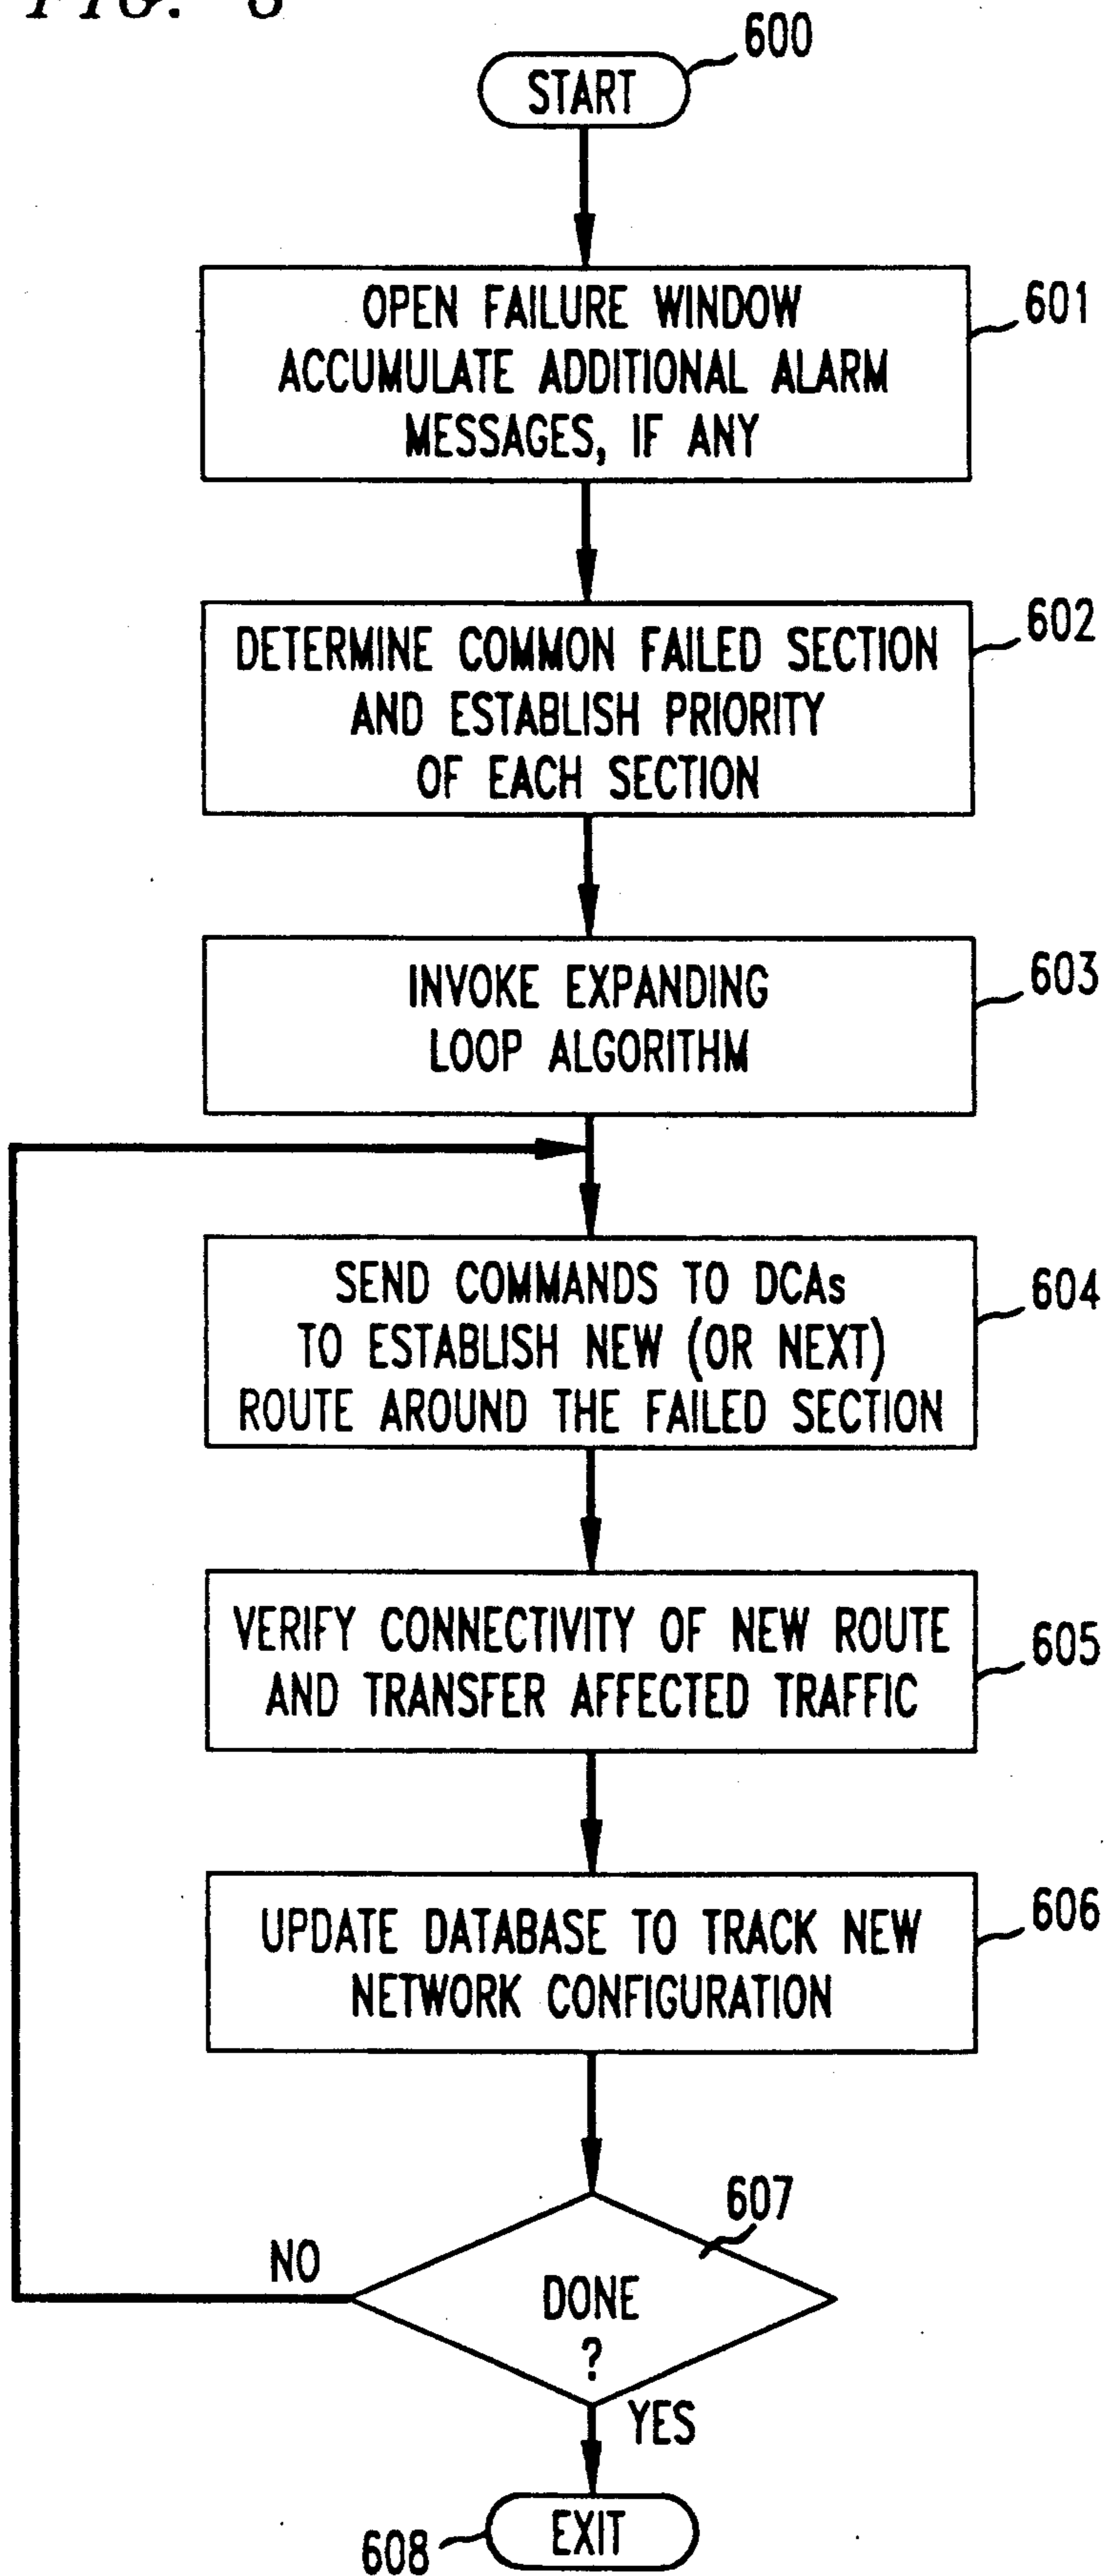 START
600
OPEN FAILURE WINDOW
ACCUMULATE ADDITIONAL ALARM
MESSAGES, IF ANY
601
DETERMINE COMMON FAILED SECTION
AND ESTABLISH PRIORITY
OF EACH SECTION
602
INVOKE EXPANDING
LOOP ALGORITHM
603
SEND COMMANDS TO DCAs
TO ESTABLISH NEW (OR NEXT)
ROUTE AROUND THE FAILED SECTION
604
VERIFY CONNECTIVITY OF NEW ROUTE
AND TRANSFER AFFECTED TRAFFIC
605
UPDATE DATABASE TO TRACK NEW
NETWORK CONFIGURATION
606
607
NO
DONE
?
YES
EXIT
608